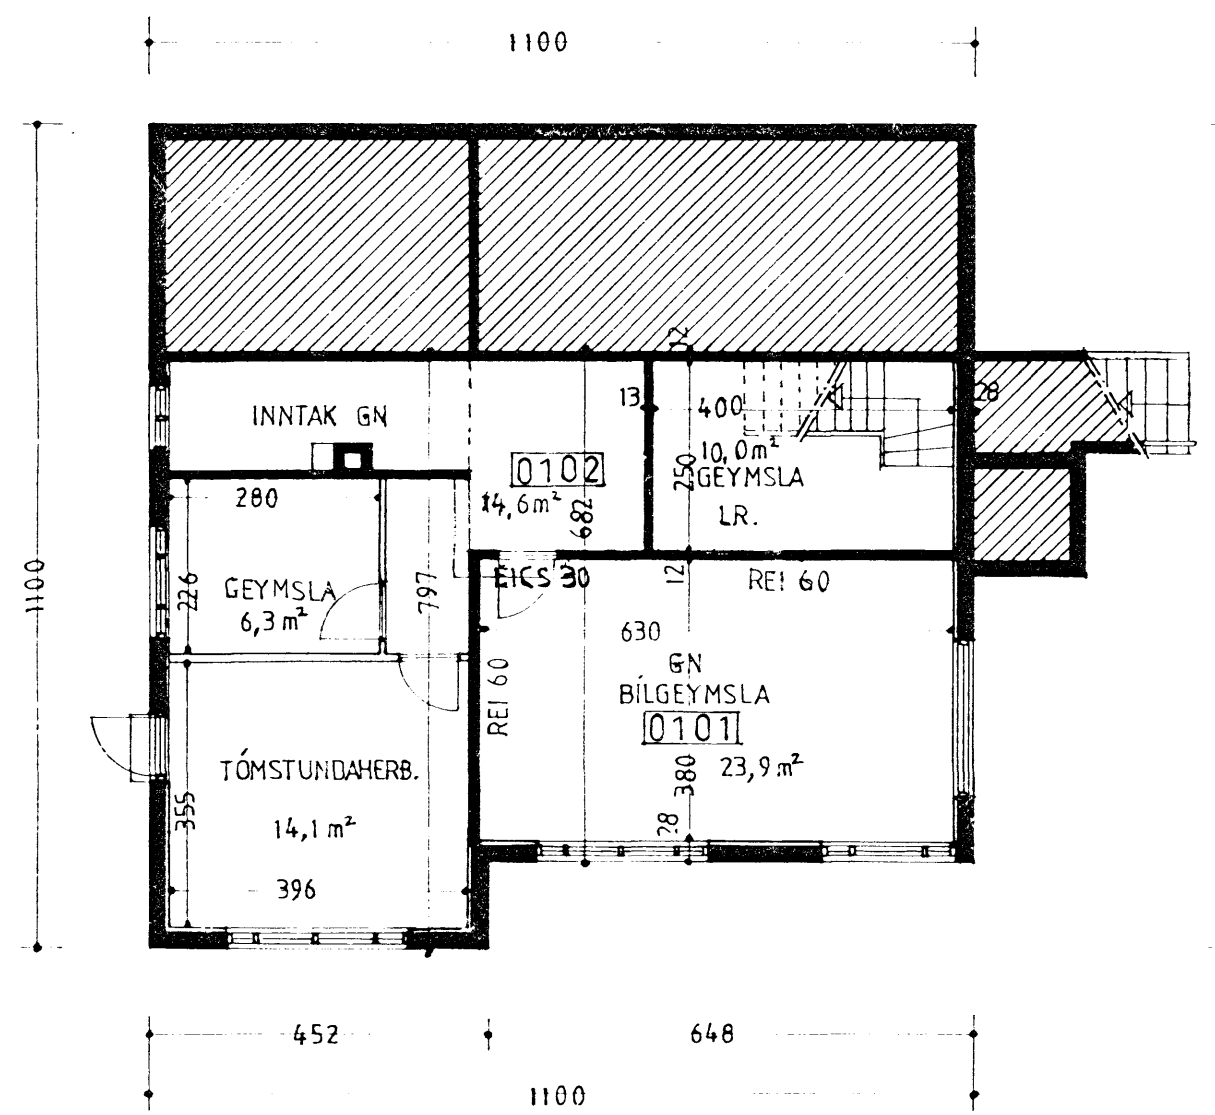 1100
1100
12
13
400
28
INNTAK GN
10,0 m²
250
GEYMSLA
LR.
0102
14,6 m²
682
280
226
GEYMSLA
6,3 m²
797
EICS 30
12
REI 60
630
REI 60
GN
BÍLGEYMSLA
0101
23,9 m²
380
28
TÓMSTUNDAHERB.
355
14,1 m²
396
452
648
1100